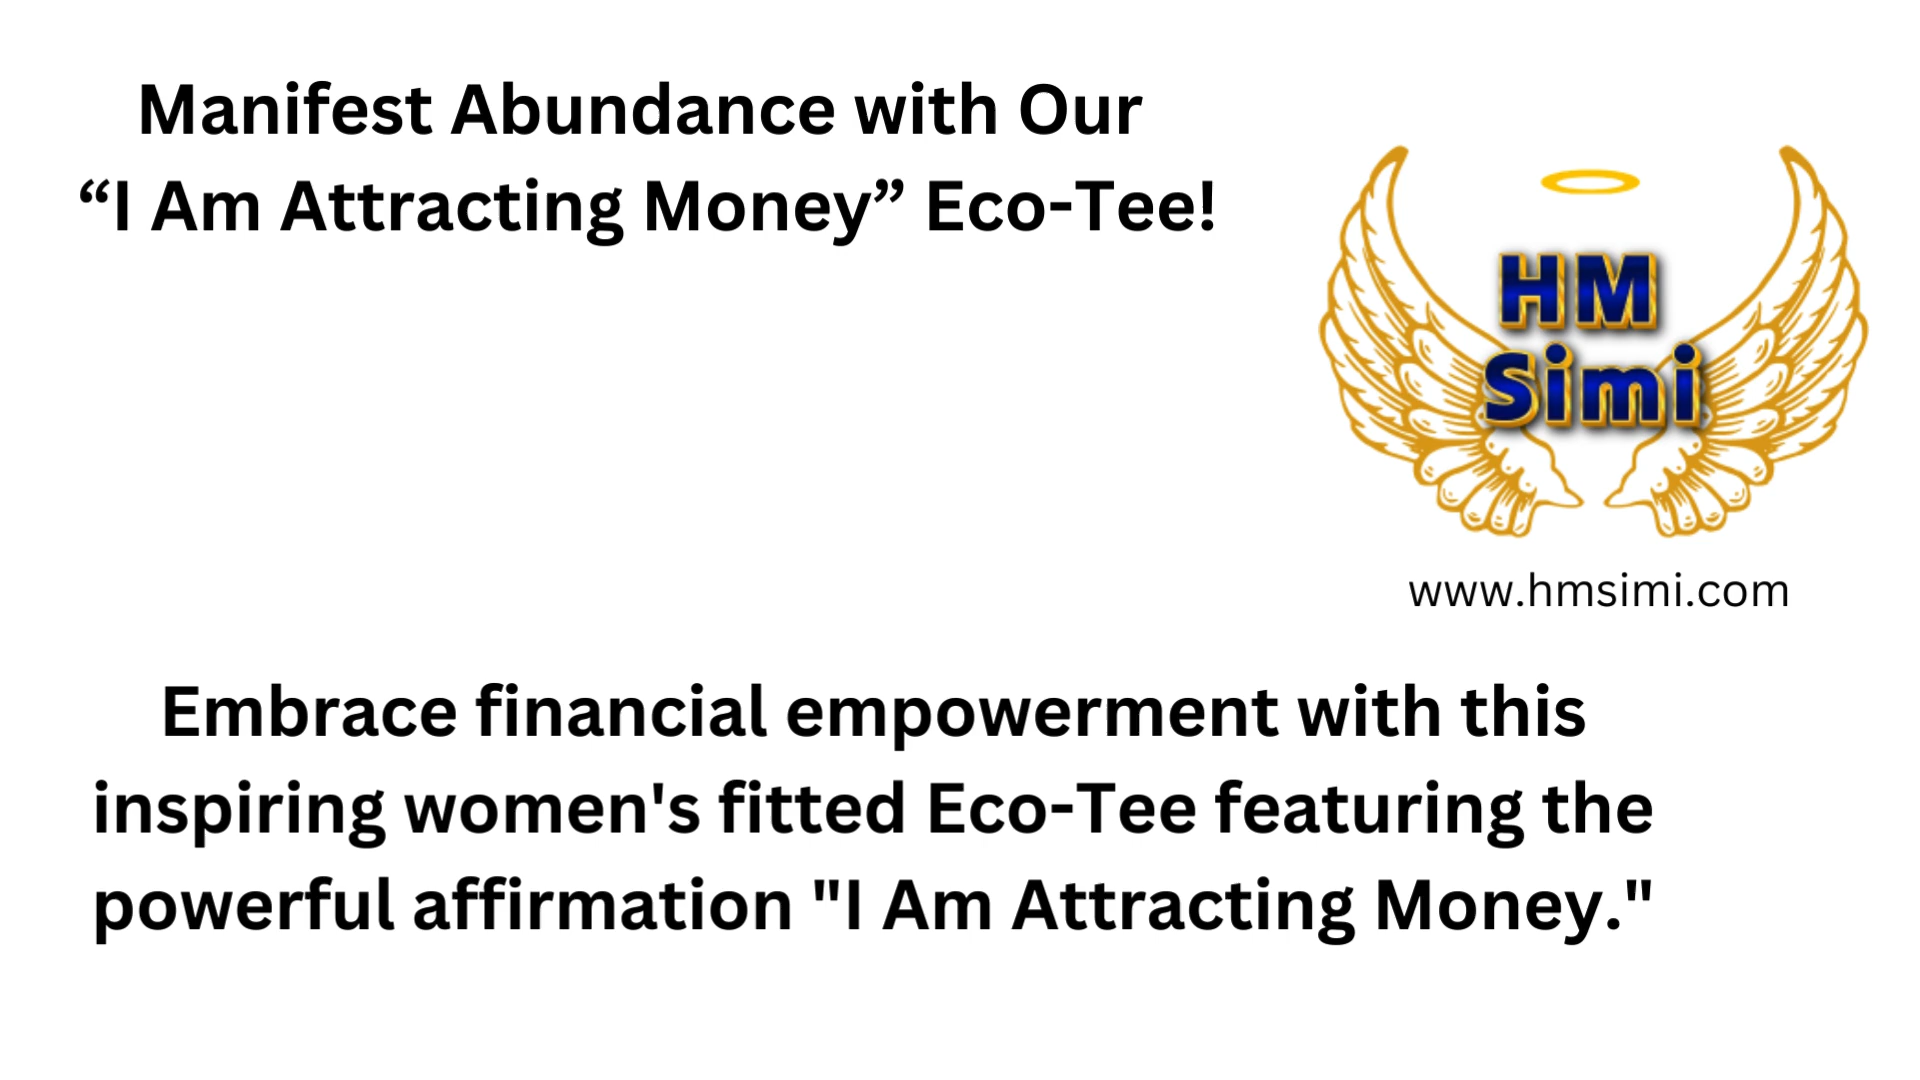 Manifest Abundance with Our
“I Am Attracting Money” Eco-Tee!
HM
Simi
www.hmsimi.com
Embrace financial empowerment with this
inspiring women's fitted Eco-Tee featuring the
powerful affirmation "I Am Attracting Money."